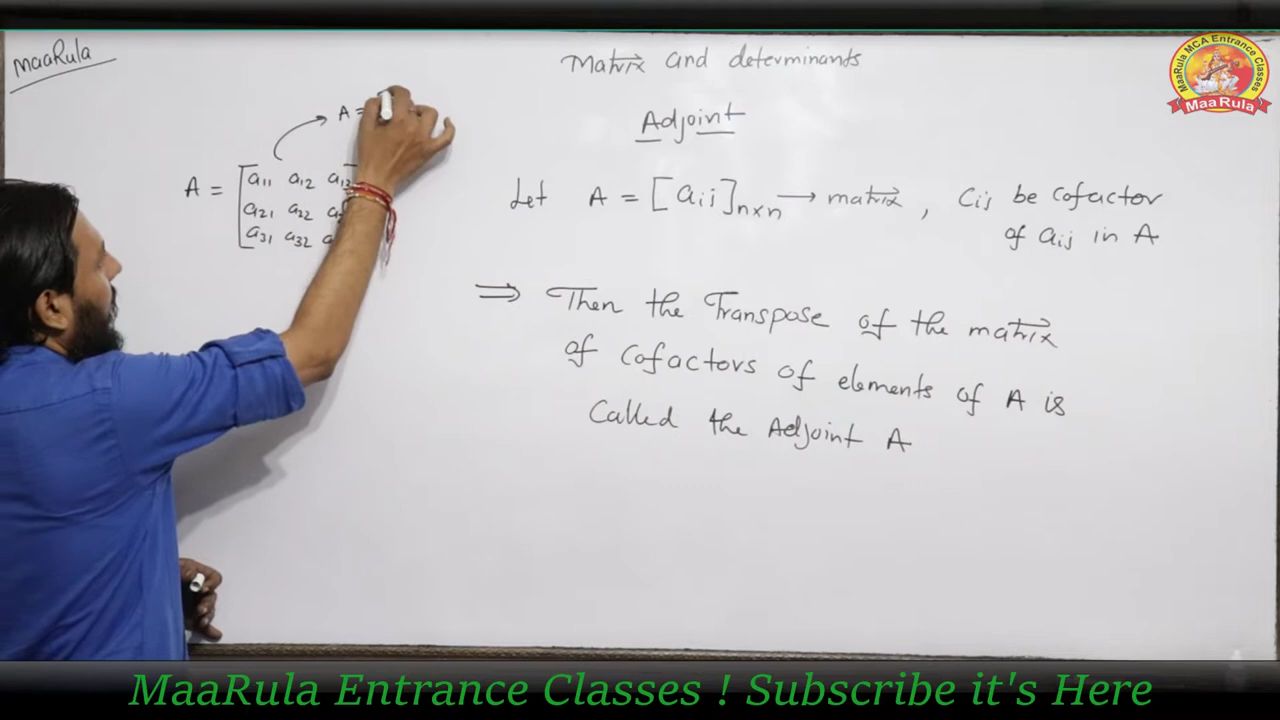 MaaRula
Matrix and determinants
Adjoint
A =
A = [a11 a12 a13
a21 a22
a31 a32
Let A = [aij]n×n → matrix , Cij be cofactor
of aij in A
⇒ Then the Transpose of the matrix
of cofactors of elements of A is
Called the Adjoint A
MaaRula MCA Entrance Classes
MaaRula
MaaRula Entrance Classes ! Subscribe it's Here